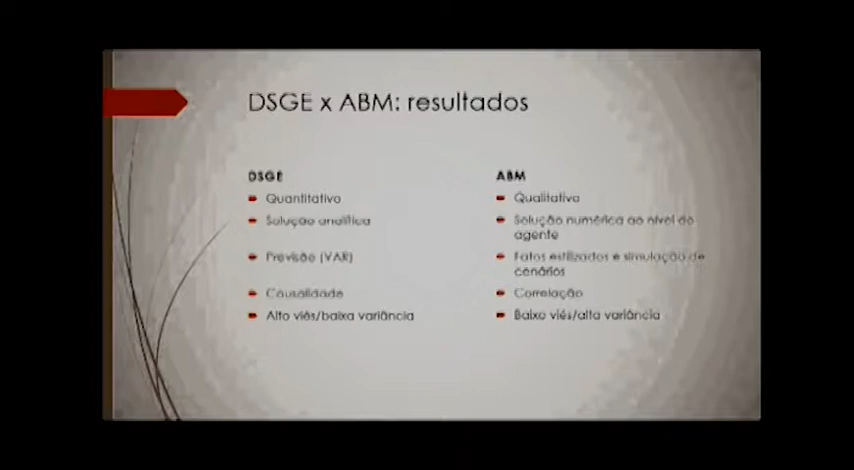 DSGE x ABM: resultados
DSGE
Quantitativo
Solução analítica
Previsão (VAR)
Causalidade
Alto viés/baixa variância
ABM
Qualitativo
Solução numérica ao nível do
agente
Fatos estilizados e simulação de
cenários
Correlação
Baixo viés/alta variância